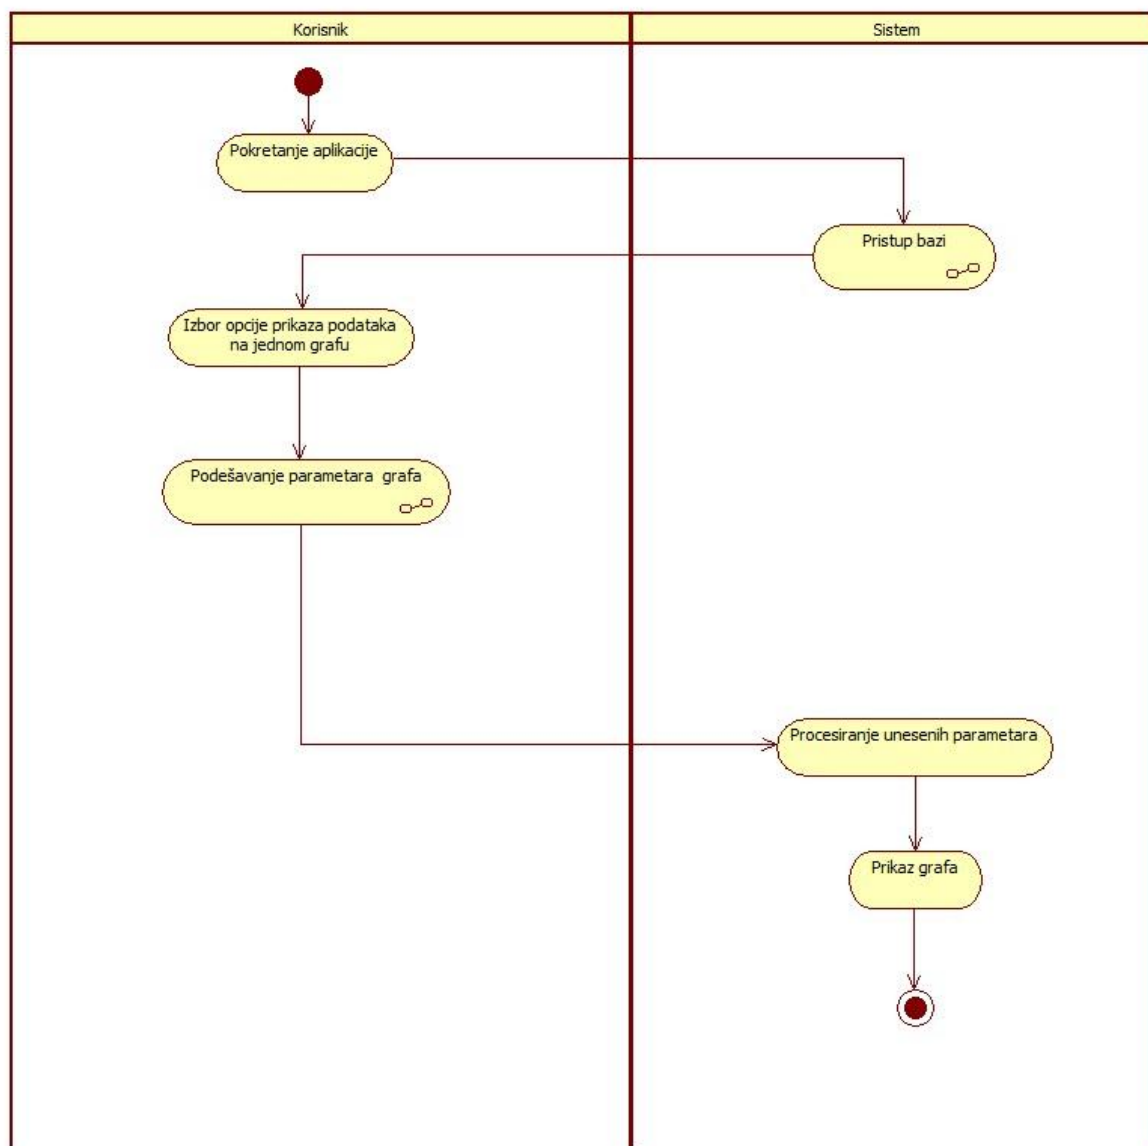 Korisnik
Sistem
Pokretanje aplikacije
Pristup bazi
Izbor opcije prikaza podataka
na jednom grafu
Podešavanje parametara  grafa
Procesiranje unesenih parametara
Prikaz grafa